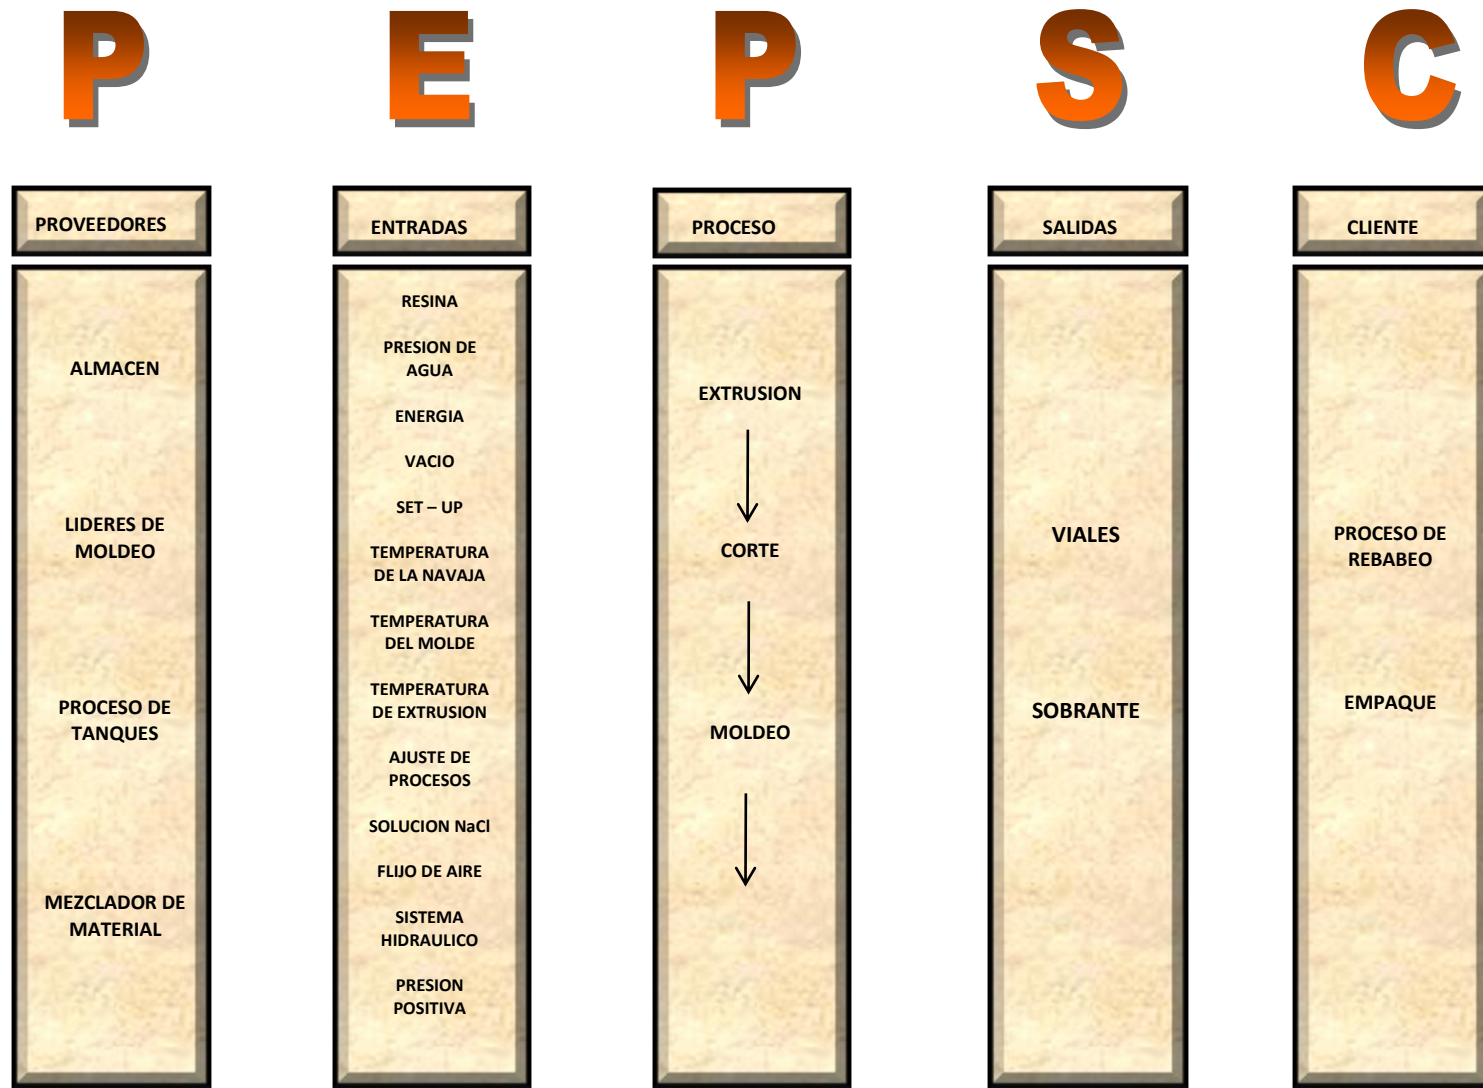 P
E
P
S
C
PROVEEDORES
ENTRADAS
PROCESO
SALIDAS
CLIENTE
ALMACEN
LIDERES DE
MOLDEO
PROCESO DE
TANQUES
MEZCLADOR DE
MATERIAL
RESINA
PRESION DE
AGUA
ENERGIA
VACIO
SET – UP
TEMPERATURA
DE LA NAVAJA
TEMPERATURA
DEL MOLDE
TEMPERATURA
DE EXTRUSION
AJUSTE DE
PROCESOS
SOLUCION NaCl
FLIJO DE AIRE
SISTEMA
HIDRAULICO
PRESION
POSITIVA
EXTRUSION
CORTE
MOLDEO
VIALES
SOBRANTE
PROCESO DE
REBABEO
EMPAQUE